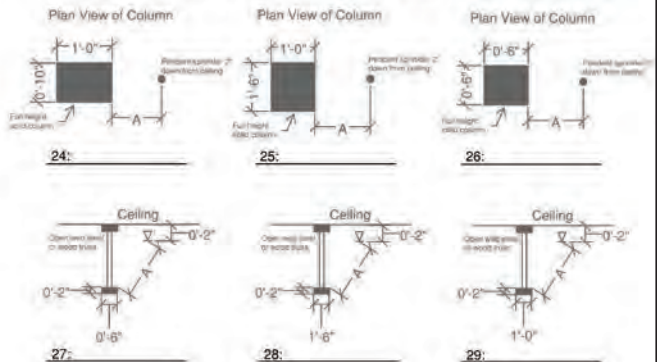 Plan View of Column
1'-0"
0'-10"
Pendent sprinkler 2"
down from ceiling
Full height
solid column
A
24:
Plan View of Column
1'-0"
1'-6"
Pendent sprinkler 2"
down from ceiling
Full height
solid column
A
25:
Plan View of Column
0'-6"
0'-6"
Pendent sprinkler 2"
down from ceiling
Full height
solid column
A
26:
Ceiling
Open web steel
or wood truss
0'-2"
A
0'-2"
0'-6"
27:
Ceiling
Open web steel
or wood truss
0'-2"
A
0'-2"
1'-6"
28:
Ceiling
Open web steel
or wood truss
0'-2"
A
0'-2"
1'-0"
29: